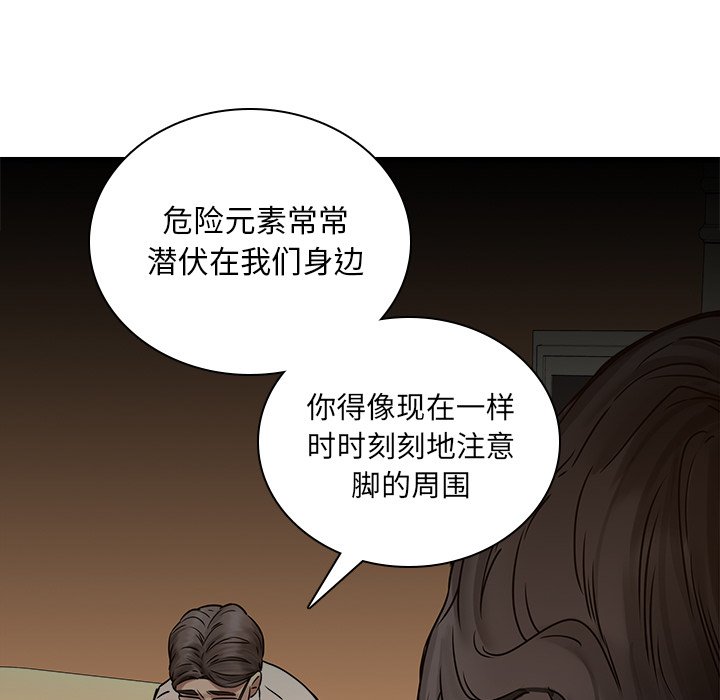 危险元素常常
潜伏在我们身边
你得像现在一样
时时刻刻地注意
脚的周围